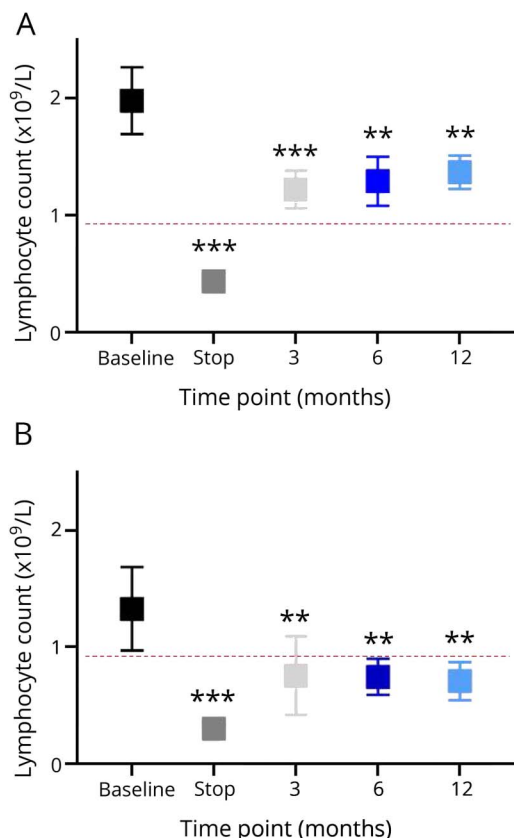 A
Lymphocyte count (x10⁹/L)
2
1
0
***
***
**
**
Baseline Stop 3 6 12
Time point (months)
B
Lymphocyte count (x10⁹/L)
2
1
0
***
**
**
**
Baseline Stop 3 6 12
Time point (months)